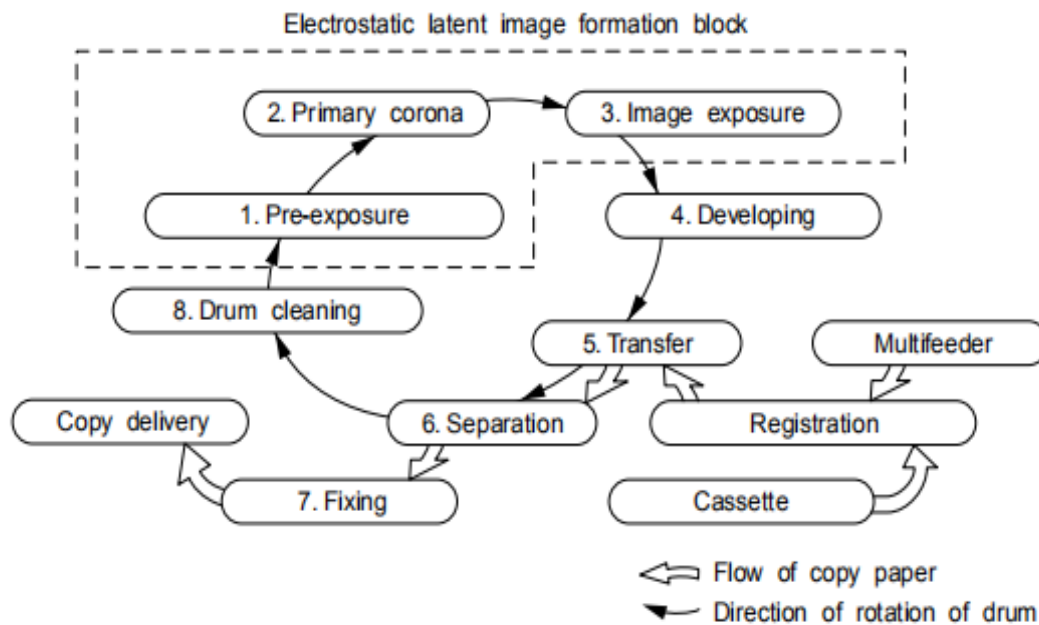 Electrostatic latent image formation block
2. Primary corona
3. Image exposure
1. Pre-exposure
4. Developing
8. Drum cleaning
5. Transfer
Multifeeder
Copy delivery
6. Separation
Registration
7. Fixing
Cassette
Flow of copy paper
Direction of rotation of drum